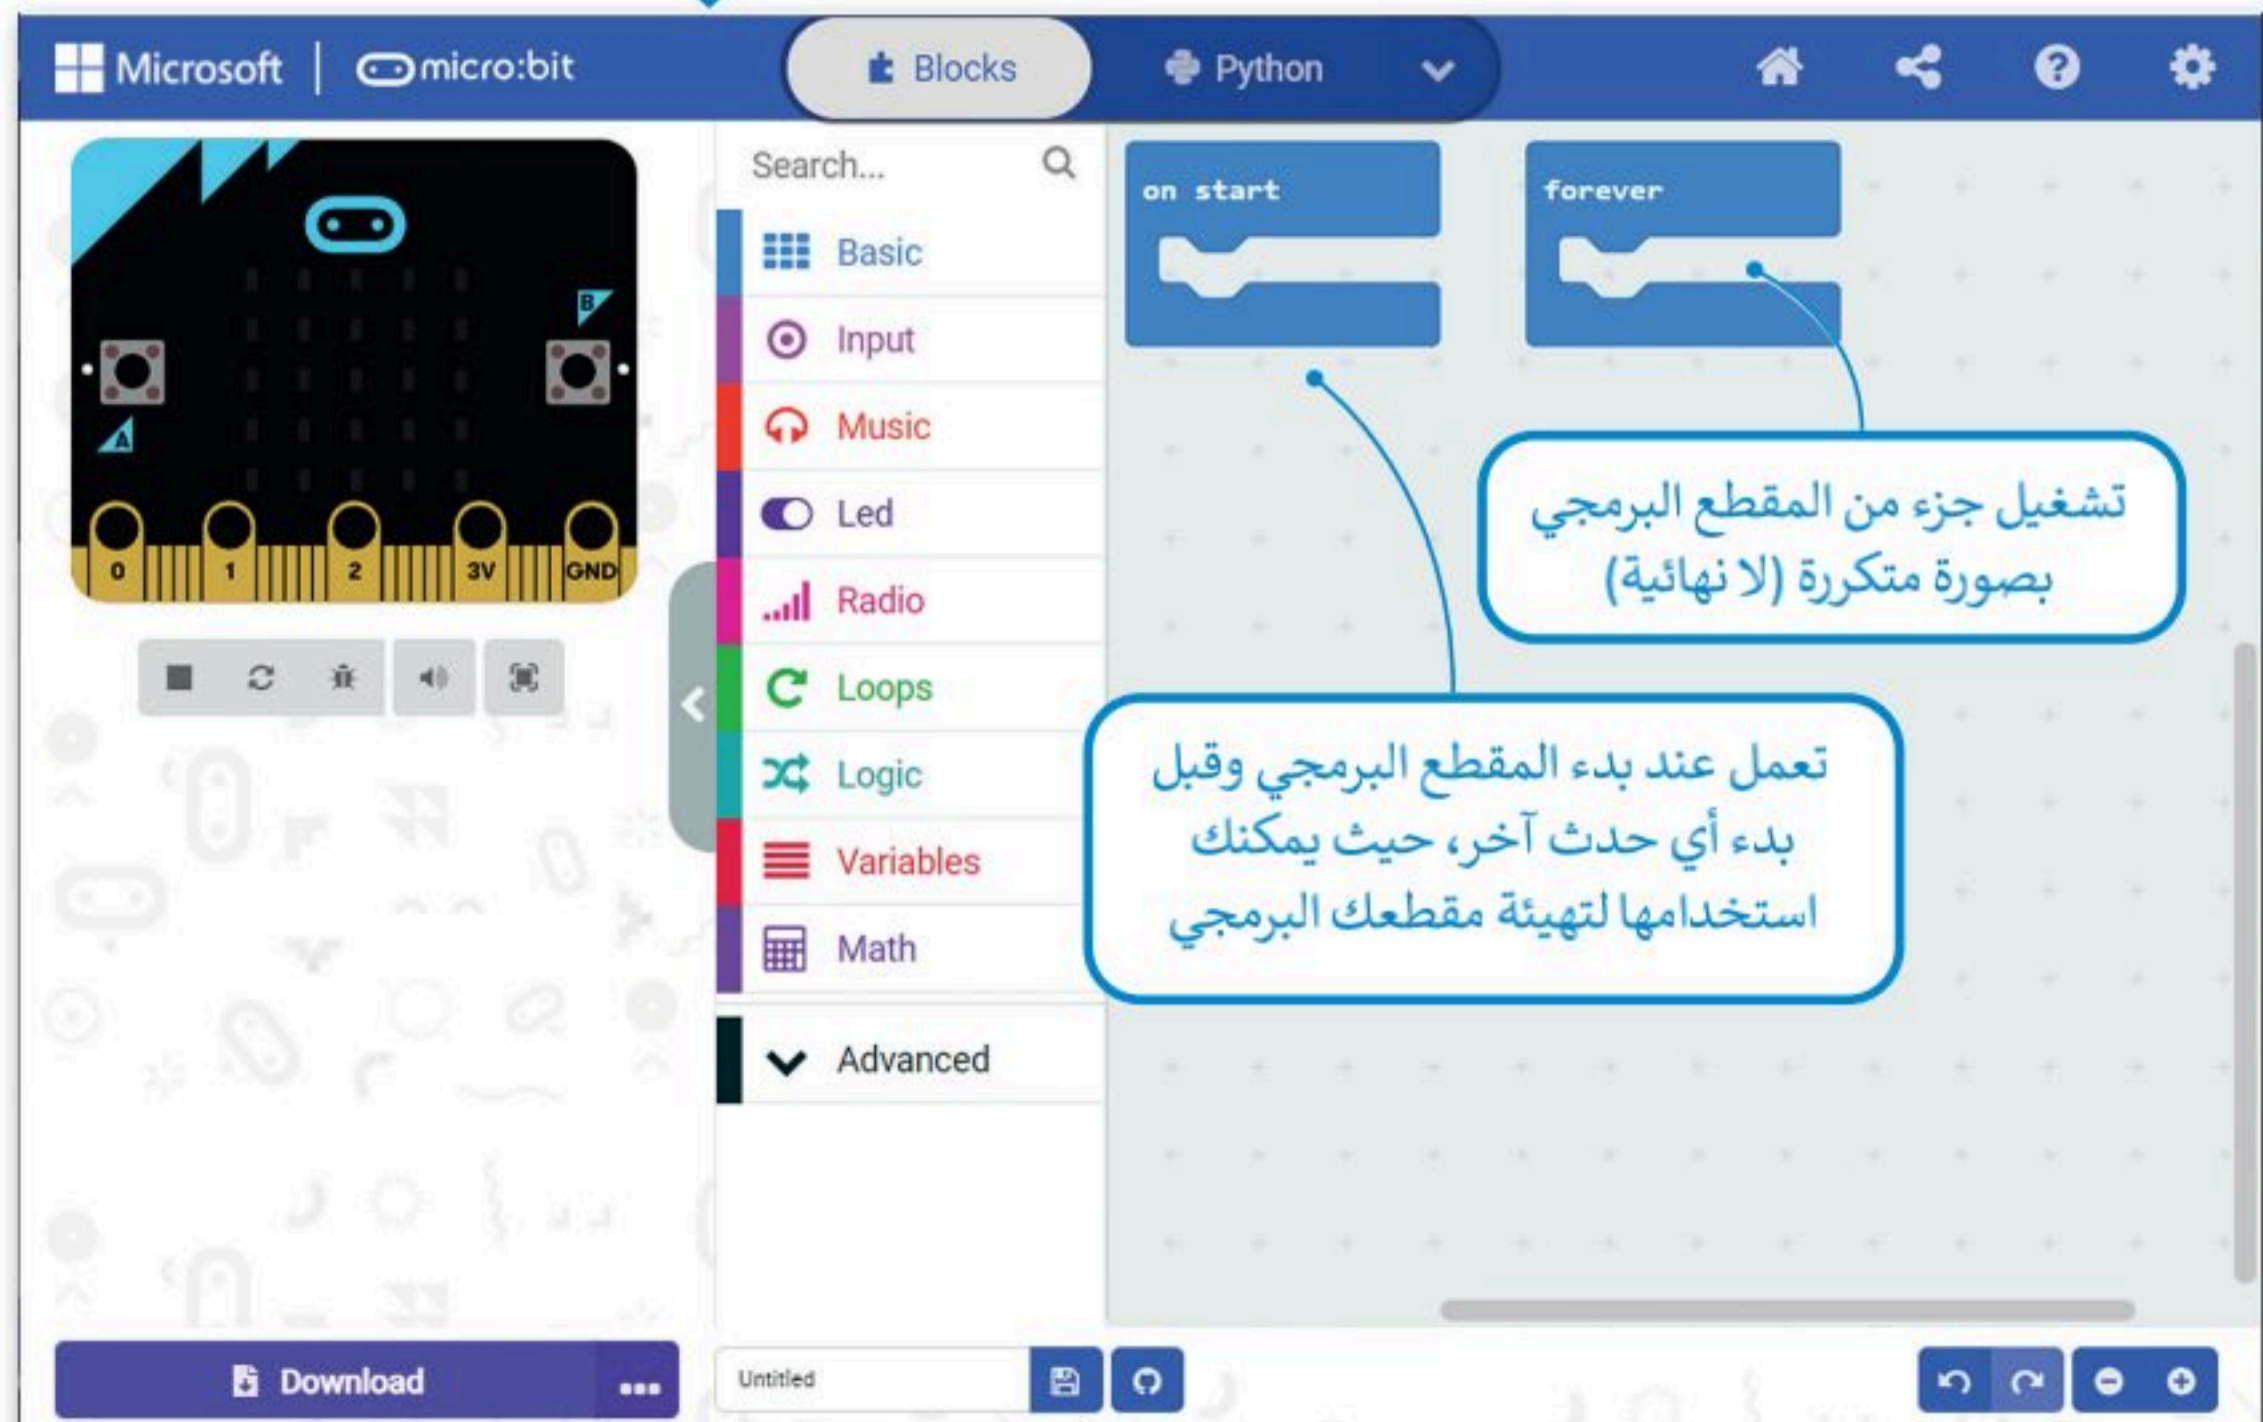 Microsoft | micro:bit
Blocks
Python
Search...
Basic
Input
Music
Led
Radio
Loops
Logic
Variables
Math
Advanced
on start
forever
تشغيل جزء من المقطع البرمجي
بصورة متكررة (لا نهائية)
تعمل عند بدء المقطع البرمجي وقبل
بدء أي حدث آخر، حيث يمكنك
استخدامها لتهيئة مقطعك البرمجي
A
B
0 1 2 3V GND
Download
Untitled